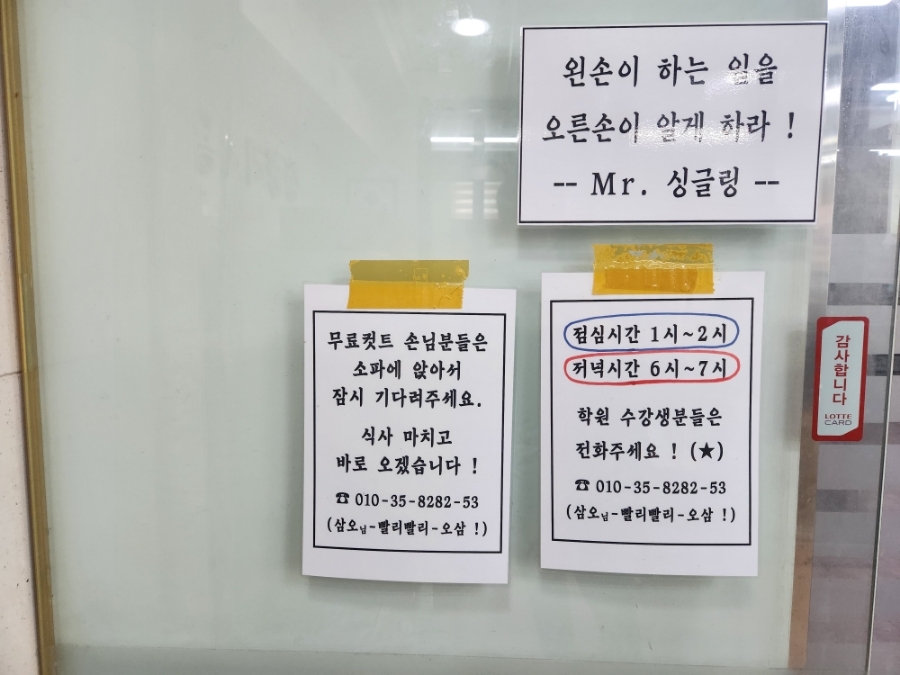 왼손이 하는 일을
오른손이 알게 하라 !
-- Mr. 싱글링 --
무료컷트 손님분들은
소파에 앉아서
잠시 기다려주세요.
식사 마치고
바로 오겠습니다 !
☎ 010-35-8282-53
(삼오님-빨리빨리-오삼 !)
점심시간 1시~2시
저녁시간 6시~7시
학원 수강생분들은
전화주세요 ! (★)
☎ 010-35-8282-53
(삼오님-빨리빨리-오삼 !)
감사합니다
LOTTE
CARD